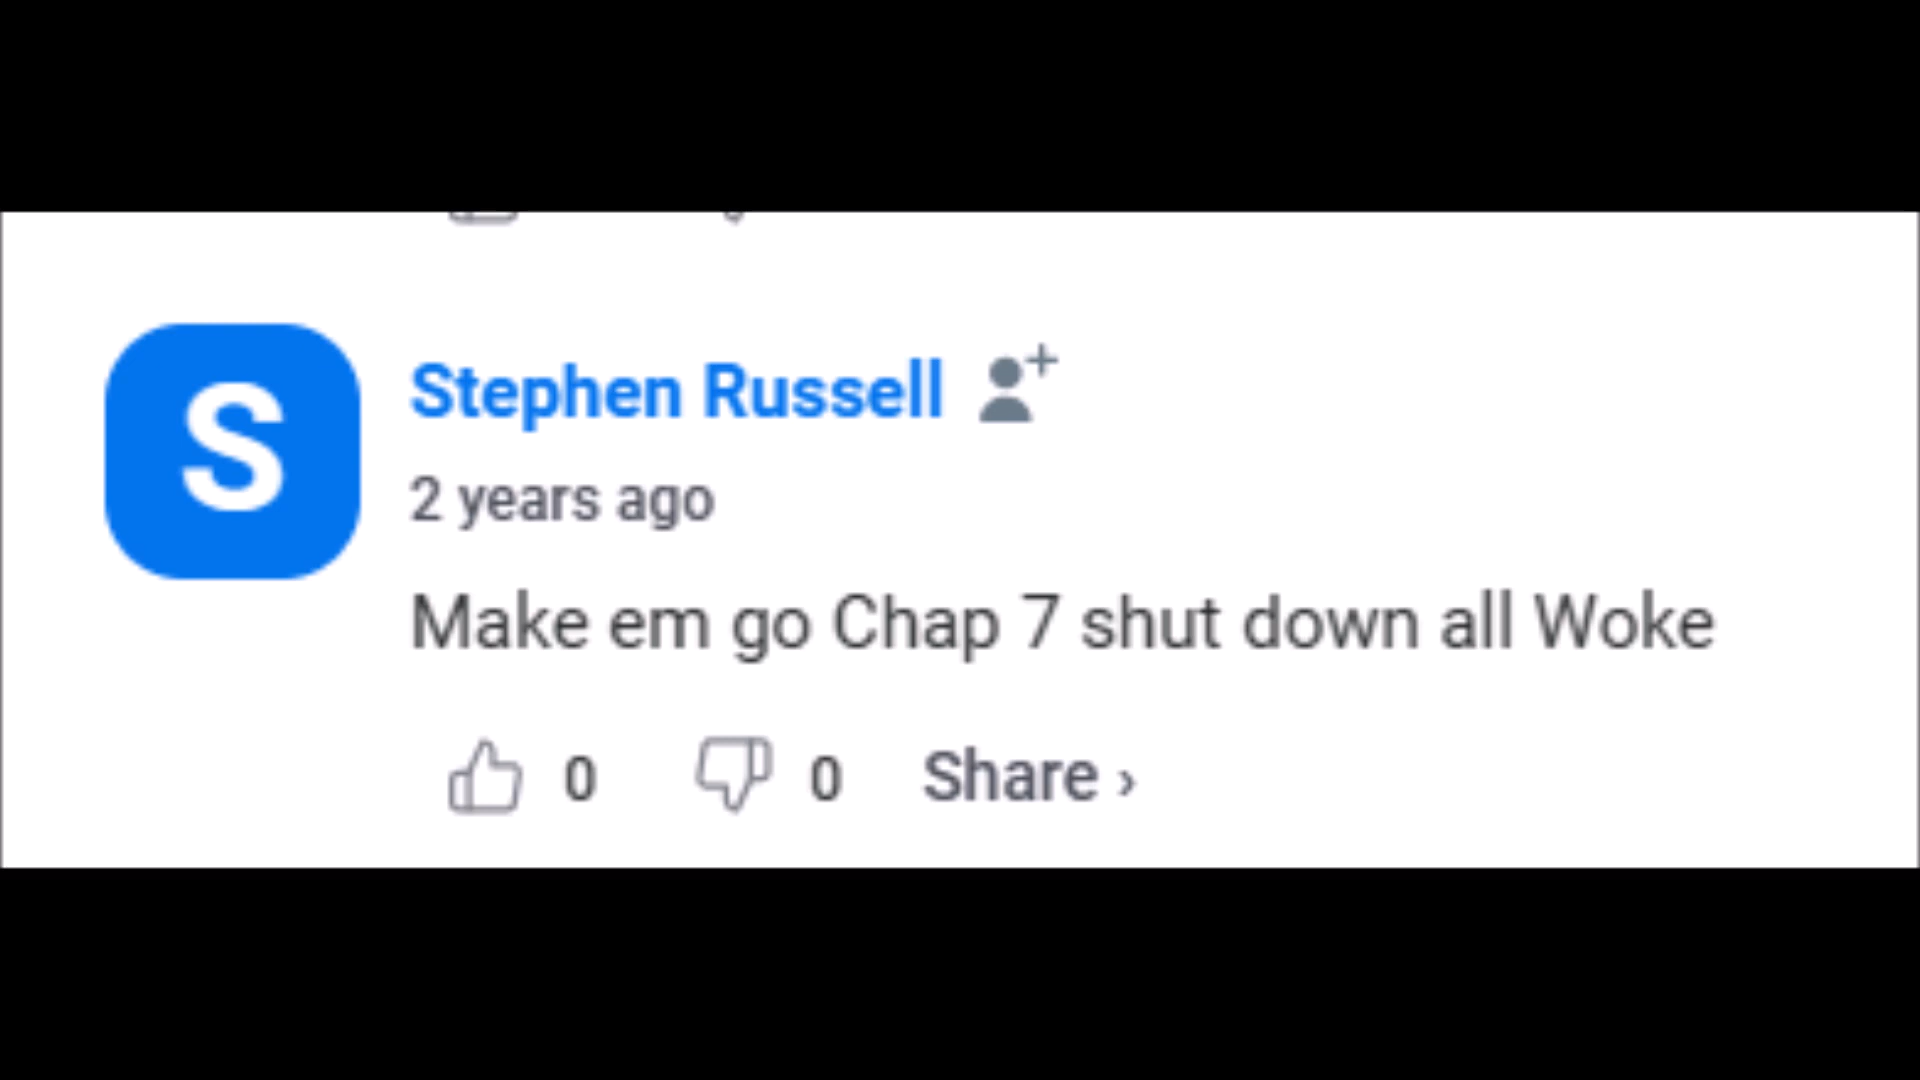 S
Stephen Russell
2 years ago
Make em go Chap 7 shut down all Woke
0 0 Share ›